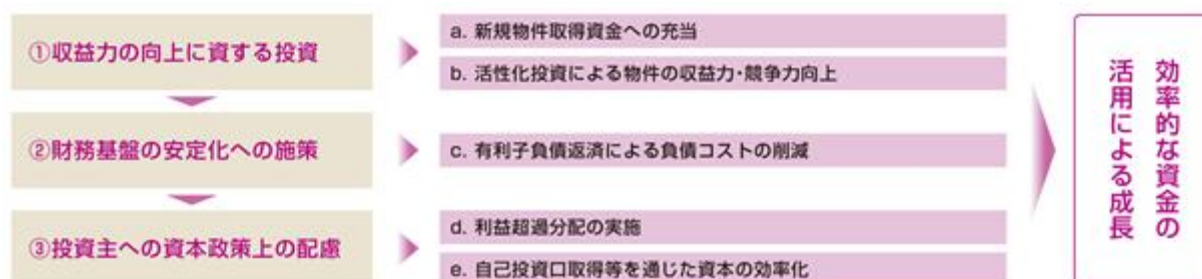 ①収益力の向上に資する投資
a. 新規物件取得資金への充当
b. 活性化投資による物件の収益力・競争力向上
②財務基盤の安定化への施策
c. 有利子負債返済による負債コストの削減
③投資主への資本政策上の配慮
d. 利益超過分配の実施
e. 自己投資口取得等を通じた資本の効率化
効率的な資金の
活用による成長